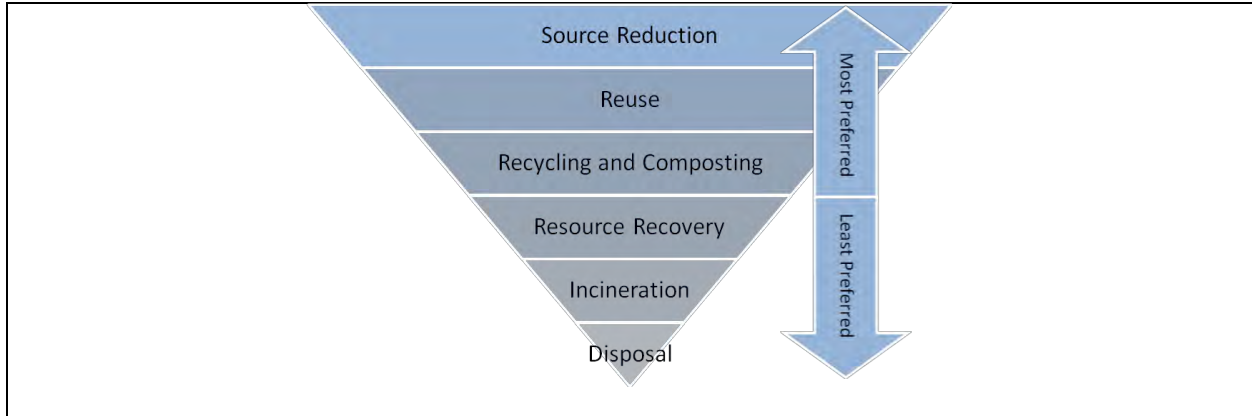 Source Reduction
Reuse
Recycling and Composting
Resource Recovery
Incineration
Disposal
Most Preferred
Least Preferred